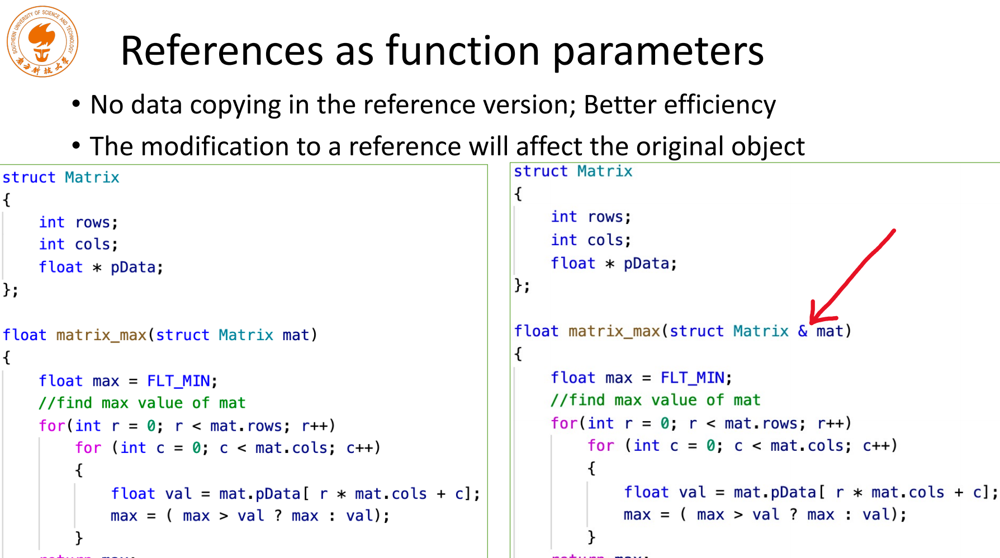 SOUTHERN UNIVERSITY OF SCIENCE AND TECHNOLOGY
南方科技大学
References as function parameters
• No data copying in the reference version; Better efficiency
• The modification to a reference will affect the original object
struct Matrix
{
    int rows;
    int cols;
    float * pData;
};
float matrix_max(struct Matrix mat)
{
    float max = FLT_MIN;
    //find max value of mat
    for(int r = 0; r < mat.rows; r++)
        for (int c = 0; c < mat.cols; c++)
        {
            float val = mat.pData[ r * mat.cols + c];
            max = ( max > val ? max : val);
        }
    return max;
struct Matrix
{
    int rows;
    int cols;
    float * pData;
};
float matrix_max(struct Matrix & mat)
{
    float max = FLT_MIN;
    //find max value of mat
    for(int r = 0; r < mat.rows; r++)
        for (int c = 0; c < mat.cols; c++)
        {
            float val = mat.pData[ r * mat.cols + c];
            max = ( max > val ? max : val);
        }
    return max;